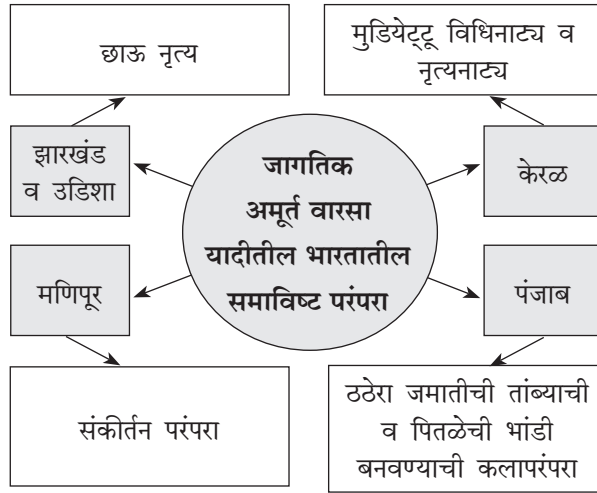 छाऊ नृत्य
मुडियेट्टू विधिनाट्य व
नृत्यनाट्य
झारखंड
व उडिशा
जागतिक
अमूर्त वारसा
यादीतील भारतातील
समाविष्ट परंपरा
केरळ
मणिपूर
पंजाब
संकीर्तन परंपरा
ठठेरा जमातीची तांब्याची
व पितळेची भांडी
बनवण्याची कलापरंपरा